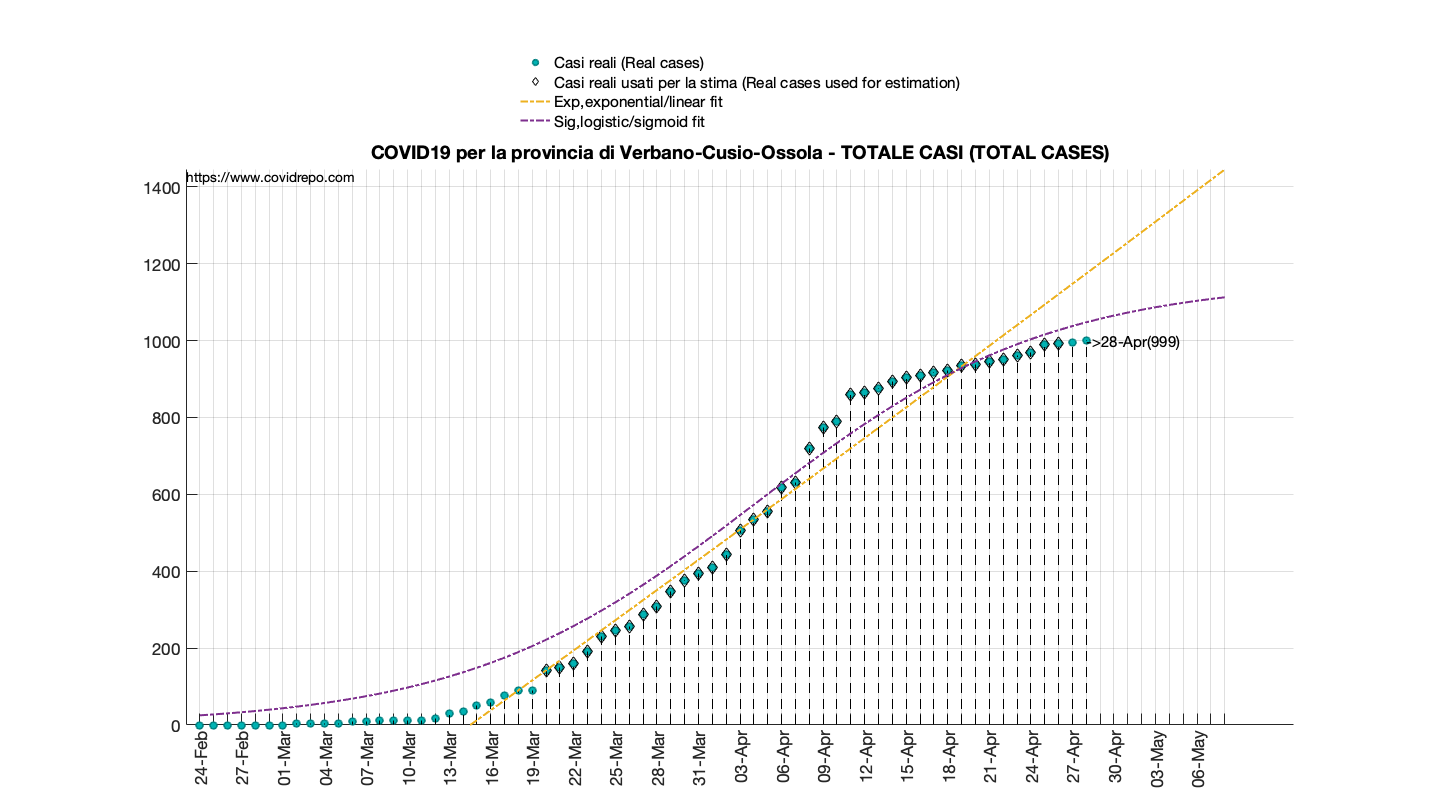 Casi reali (Real cases)
Casi reali usati per la stima (Real cases used for estimation)
Exp,exponential/linear fit
Sig,logistic/sigmoid fit
COVID19 per la provincia di Verbano-Cusio-Ossola - TOTALE CASI (TOTAL CASES)
https://www.covidrepo.com
1400
1200
1000
800
600
400
200
0
>28-Apr(999)
24-Feb
27-Feb
01-Mar
04-Mar
07-Mar
10-Mar
13-Mar
16-Mar
19-Mar
22-Mar
25-Mar
28-Mar
31-Mar
03-Apr
06-Apr
09-Apr
12-Apr
15-Apr
18-Apr
21-Apr
24-Apr
27-Apr
30-Apr
03-May
06-May